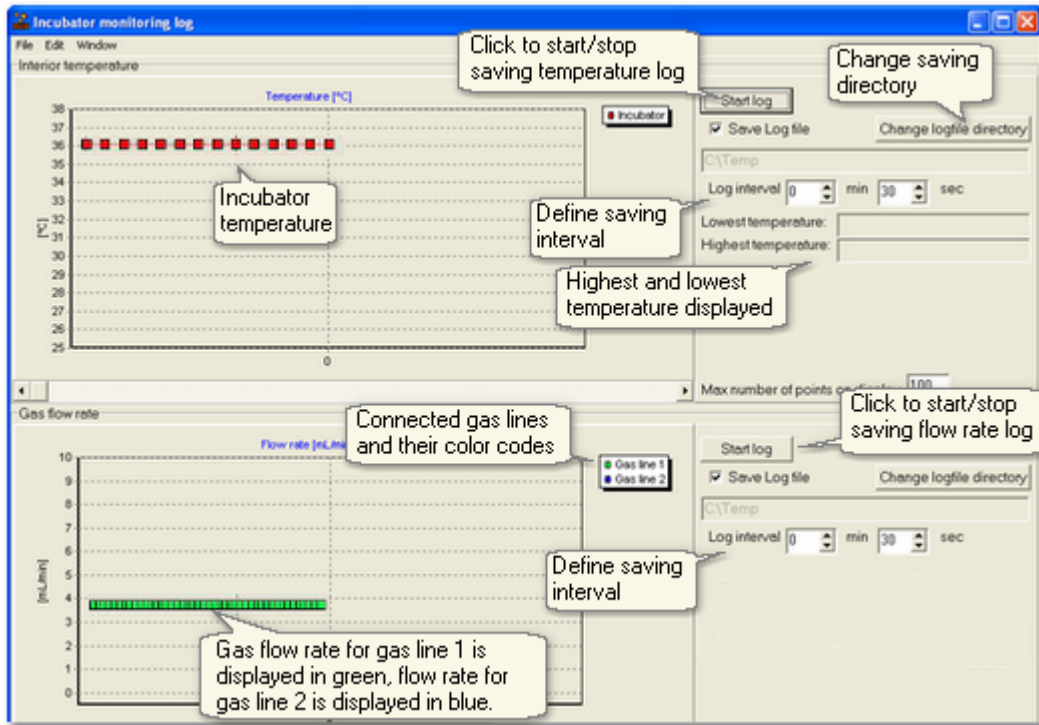 Incubator monitoring log
File Edit Window
Interior temperature
Click to start/stop
saving temperature log
Change saving
directory
Temperature [°C]
38
37
36
35
34
33
32
31
30
29
28
27
26
25
[°C]
0
Incubator
Incubator
temperature
Start log
Save Log file
Change logfile directory
C:\Temp
Log interval 0 min 30 sec
Define saving
interval
Lowest temperature:
Highest temperature:
Highest and lowest
temperature displayed
Max number of points on display 100
Gas flow rate
Connected gas lines
and their color codes
Click to start/stop
saving flow rate log
Flow rate [mL/min
10
9
8
7
6
5
4
3
2
1
0
[mL/min]
Gas line 1
Gas line 2
Start log
Save Log file
Change logfile directory
C:\Temp
Log interval 0 min 30 sec
Define saving
interval
Gas flow rate for gas line 1 is
displayed in green, flow rate for
gas line 2 is displayed in blue.